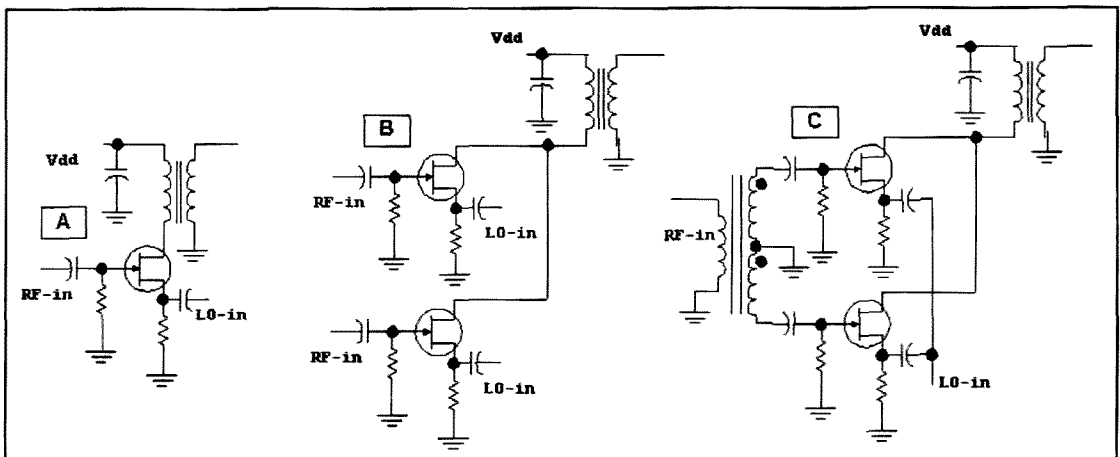 Vdd
A
RF-in
LO-in
Vdd
B
RF-in
LO-in
RF-in
LO-in
Vdd
C
RF-in
LO-in